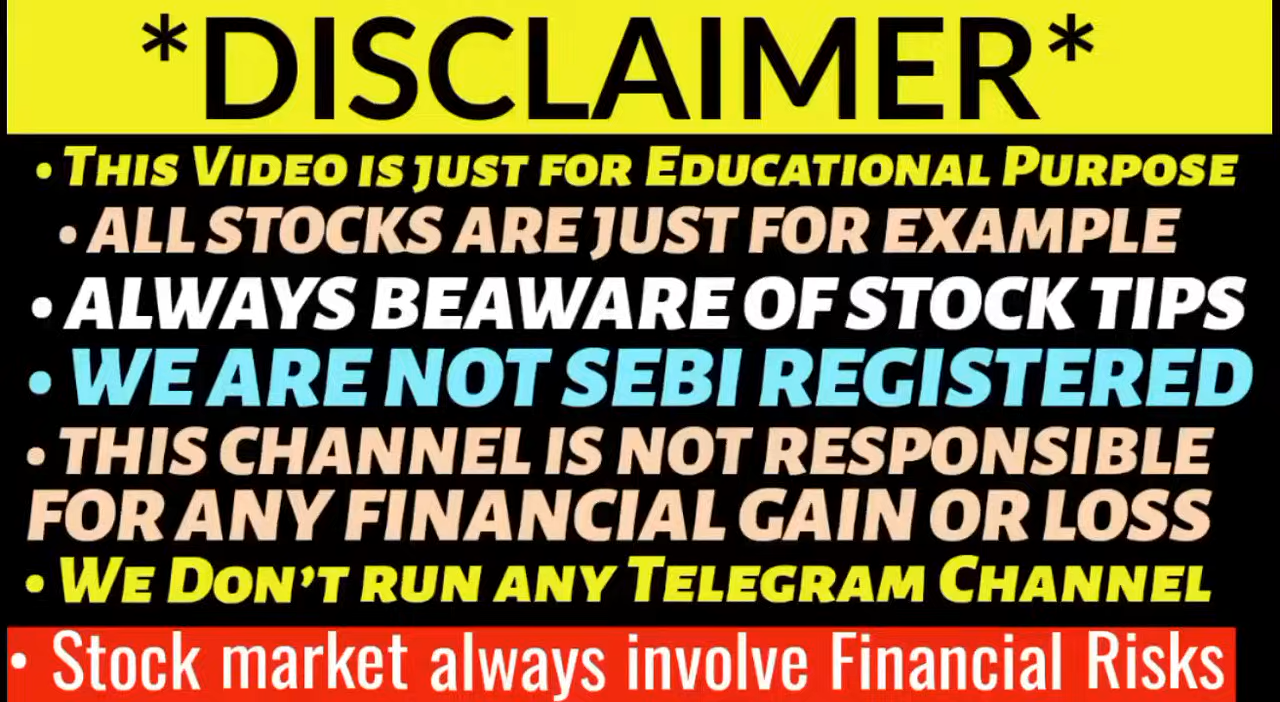 *DISCLAIMER*
• THIS VIDEO IS JUST FOR EDUCATIONAL PURPOSE
• ALL STOCKS ARE JUST FOR EXAMPLE
• ALWAYS BEAWARE OF STOCK TIPS
• WE ARE NOT SEBI REGISTERED
• THIS CHANNEL IS NOT RESPONSIBLE
FOR ANY FINANCIAL GAIN OR LOSS
• WE DON'T RUN ANY TELEGRAM CHANNEL
• Stock market always involve Financial Risks